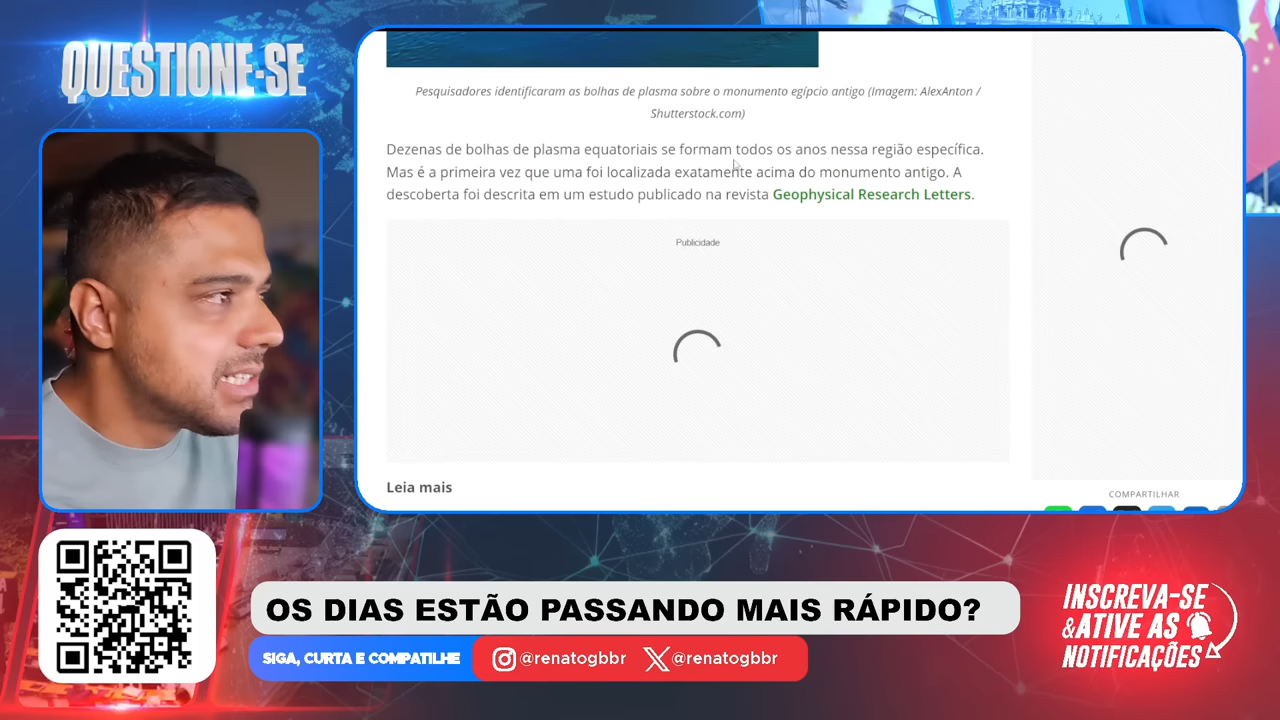 QUESTIONE-SE
Pesquisadores identificaram as bolhas de plasma sobre o monumento egípcio antigo (Imagem: AlexAnton /
Shutterstock.com)
Dezenas de bolhas de plasma equatoriais se formam todos os anos nessa região específica.
Mas é a primeira vez que uma foi localizada exatamente acima do monumento antigo. A
descoberta foi descrita em um estudo publicado na revista Geophysical Research Letters.
Publicidade
Leia mais
COMPARTILHAR
OS DIAS ESTÃO PASSANDO MAIS RÁPIDO?
SIGA, CURTA E COMPATILHE
@renatogbbr
@renatogbbr
INSCREVA-SE
&ATIVE AS
NOTIFICAÇÕES